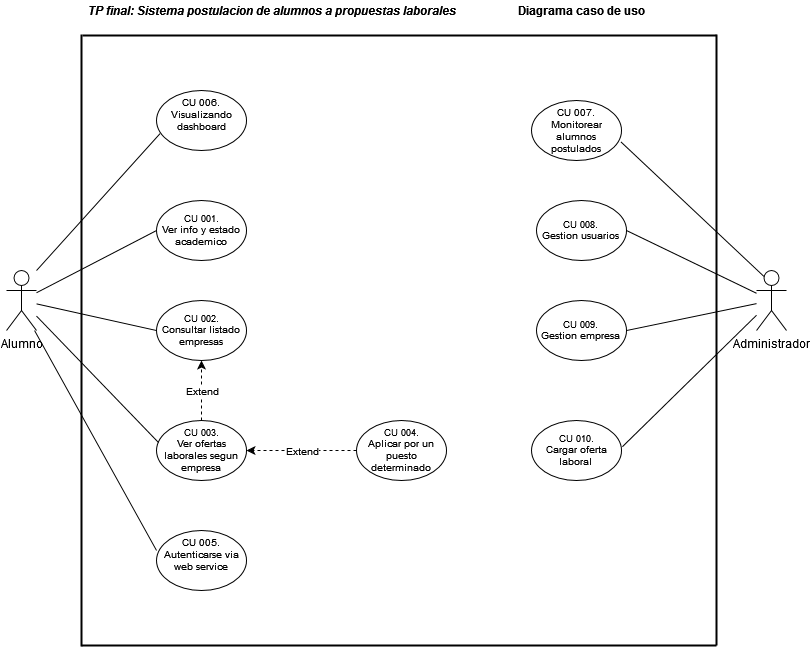 TP final: Sistema postulacion de alumnos a propuestas laborales
Diagrama caso de uso
CU 006.
Visualizando
dashboard
CU 007.
Monitorear
alumnos
postulados
CU 001.
Ver info y estado
academico
CU 008.
Gestion usuarios
Alumno
Administrador
CU 002.
Consultar listado
empresas
CU 009.
Gestion empresa
Extend
CU 003.
Ver ofertas
laborales segun
empresa
Extend
CU 004.
Aplicar por un
puesto
determinado
CU 010.
Cargar oferta
laboral
CU 005.
Autenticarse via
web service